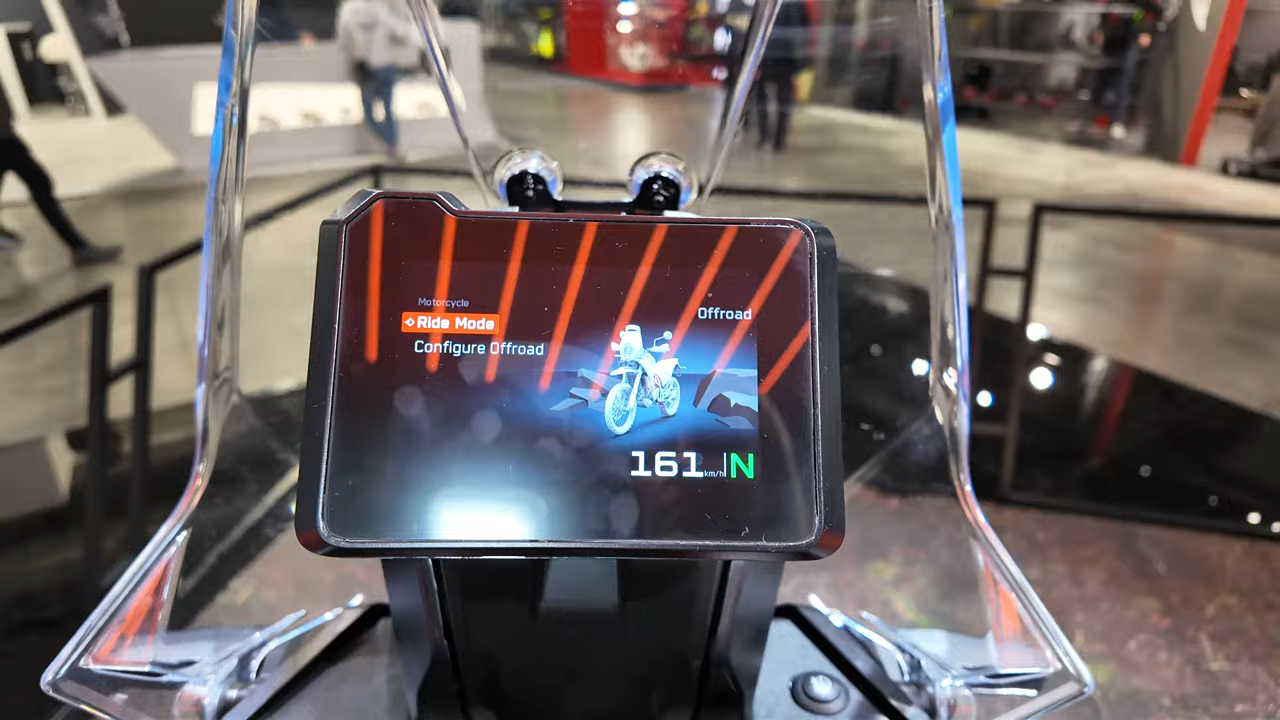 Motorcycle
Ride Mode
Offroad
Configure Offroad
161 km/h N